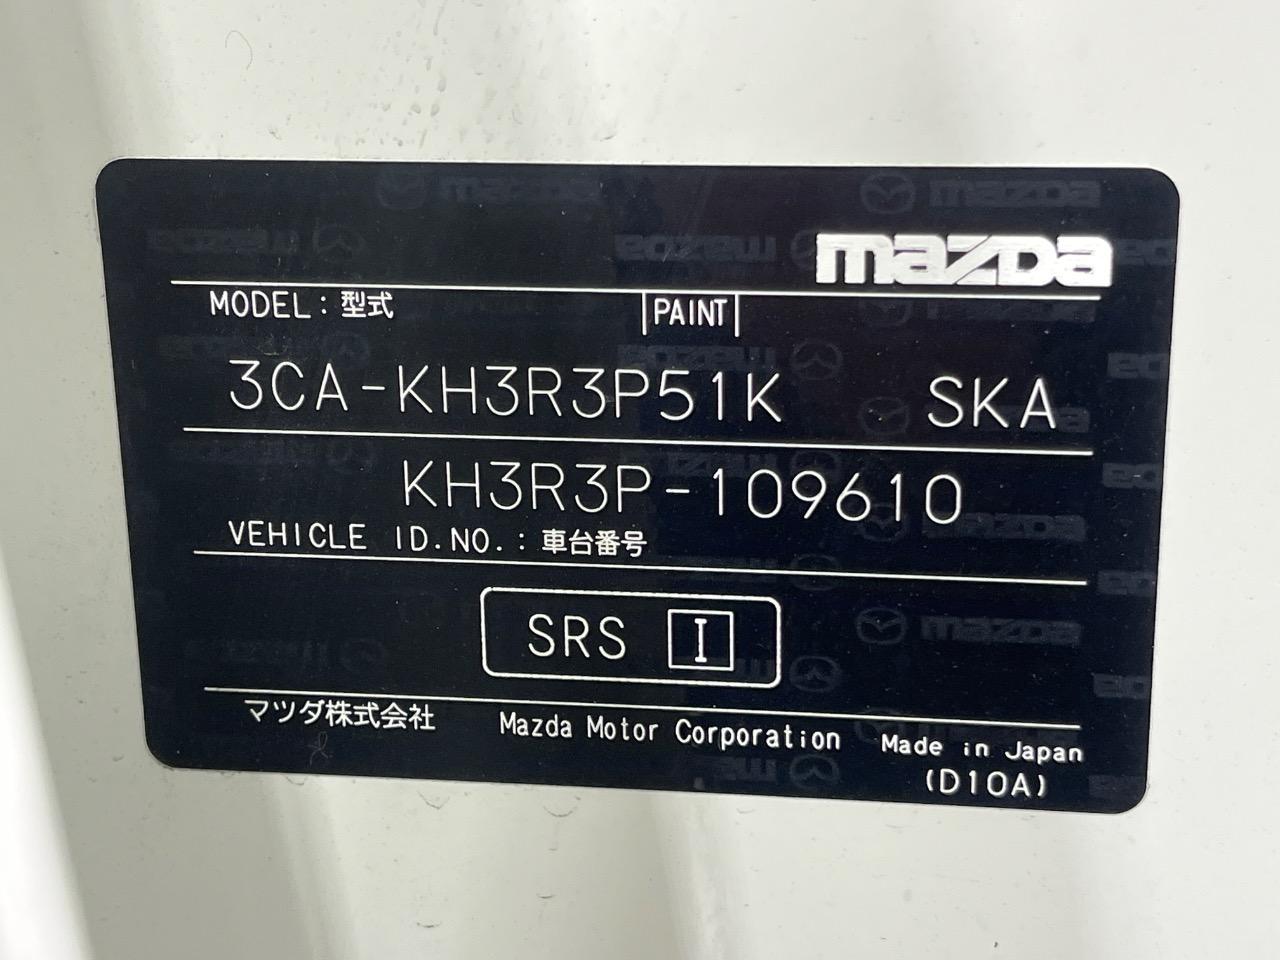 mazda
MODEL：型式 PAINT
3CA-KH3R3P51K SKA
KH3R3P-109610
VEHICLE ID.NO.：車台番号
SRS I
マツダ株式会社 Mazda Motor Corporation Made in Japan
(D10A)